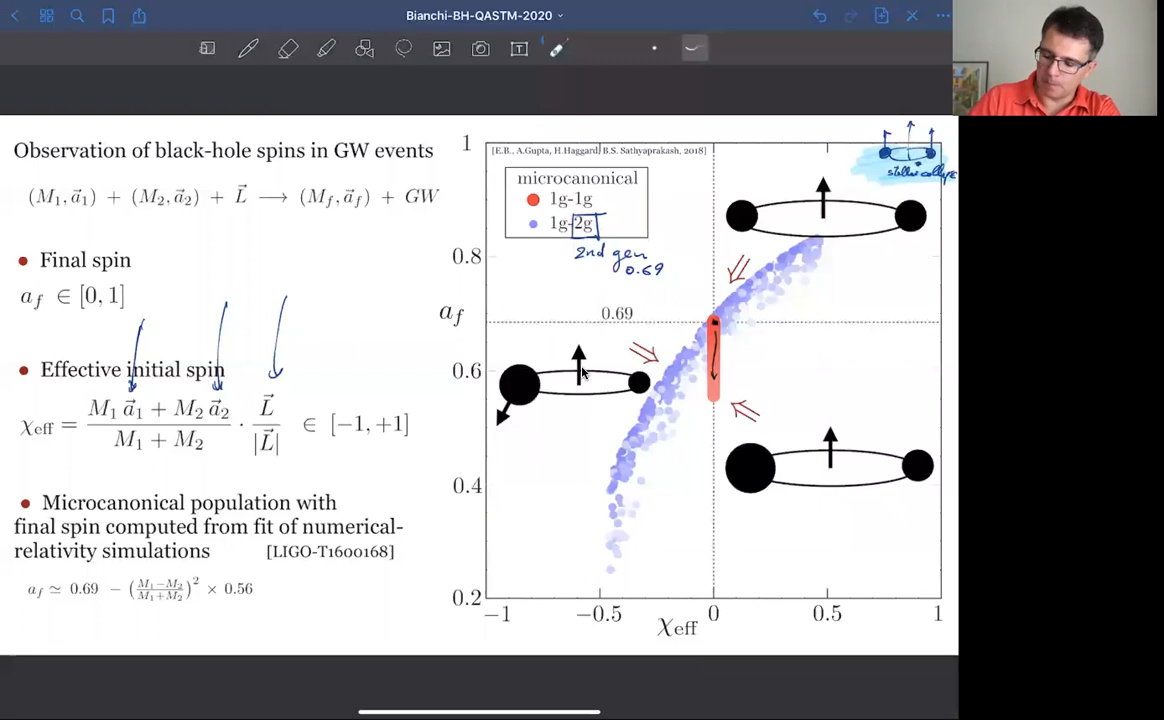 Bianchi-BH-QASTM-2020
Observation of black-hole spins in GW events
(M₁, a⃗₁) + (M₂, a⃗₂) + L⃗ ⟶ (M_f, a⃗_f) + GW
• Final spin
a_f ∈ [0, 1]
• Effective initial spin
χ_eff = (M₁ a⃗₁ + M₂ a⃗₂)/(M₁ + M₂) · L⃗/|L⃗| ∈ [−1, +1]
• Microcanonical population with
final spin computed from fit of numerical-
relativity simulations [LIGO-T1600168]
a_f ≃ 0.69 − ((M₁−M₂)/(M₁+M₂))² × 0.56
[E.B., A.Gupta, H.Haggard, B.S. Sathyaprakash, 2018]
microcanonical
1g-1g
1g-2g
2nd gen
0.69
stellar collapse
1
0.8
a_f
0.6
0.4
0.2
0.69
−1
−0.5
0
0.5
1
χ_eff